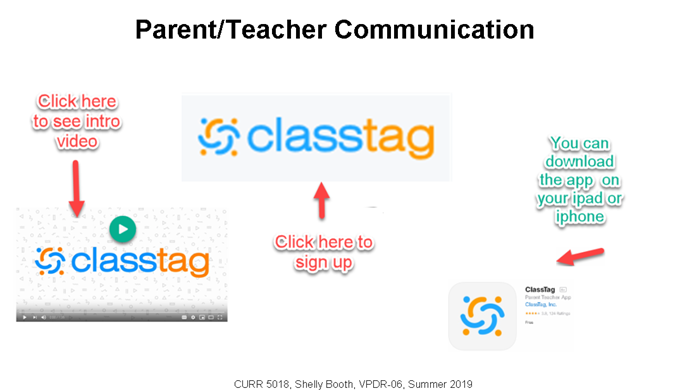 Parent/Teacher Communication
Click here
to see intro
video
classtag
You can
download
the app on
your ipad or
iphone
classtag
Click here to
sign up
ClassTag
Parent Teacher App
ClassTag, Inc.
Free
CURR 5018, Shelly Booth, VPDR-06, Summer 2019